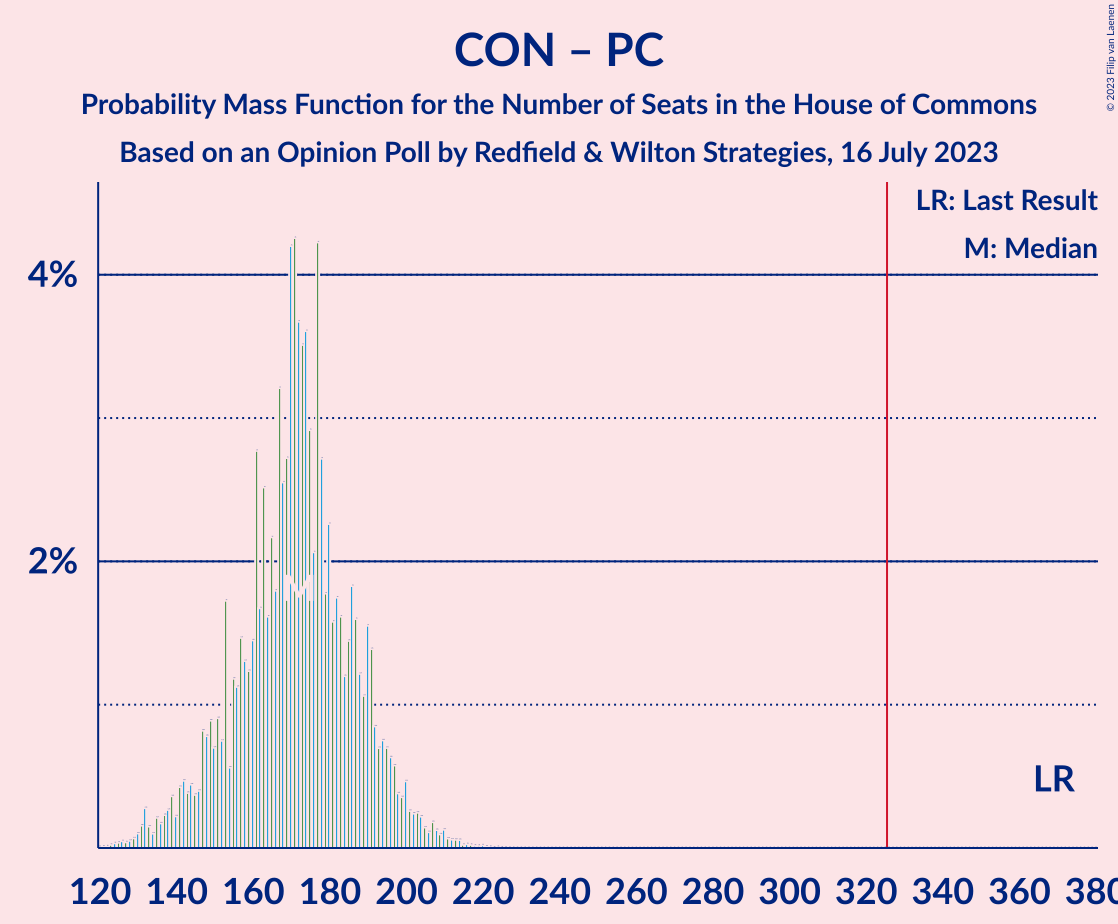 CON – PC
Probability Mass Function for the Number of Seats in the House of Commons
Based on an Opinion Poll by Redfield & Wilton Strategies, 16 July 2023
© 2023 Filip van Laenen
LR: Last Result
M: Median
4%
2%
LR
120 140 160 180 200 220 240 260 280 300 320 340 360 380